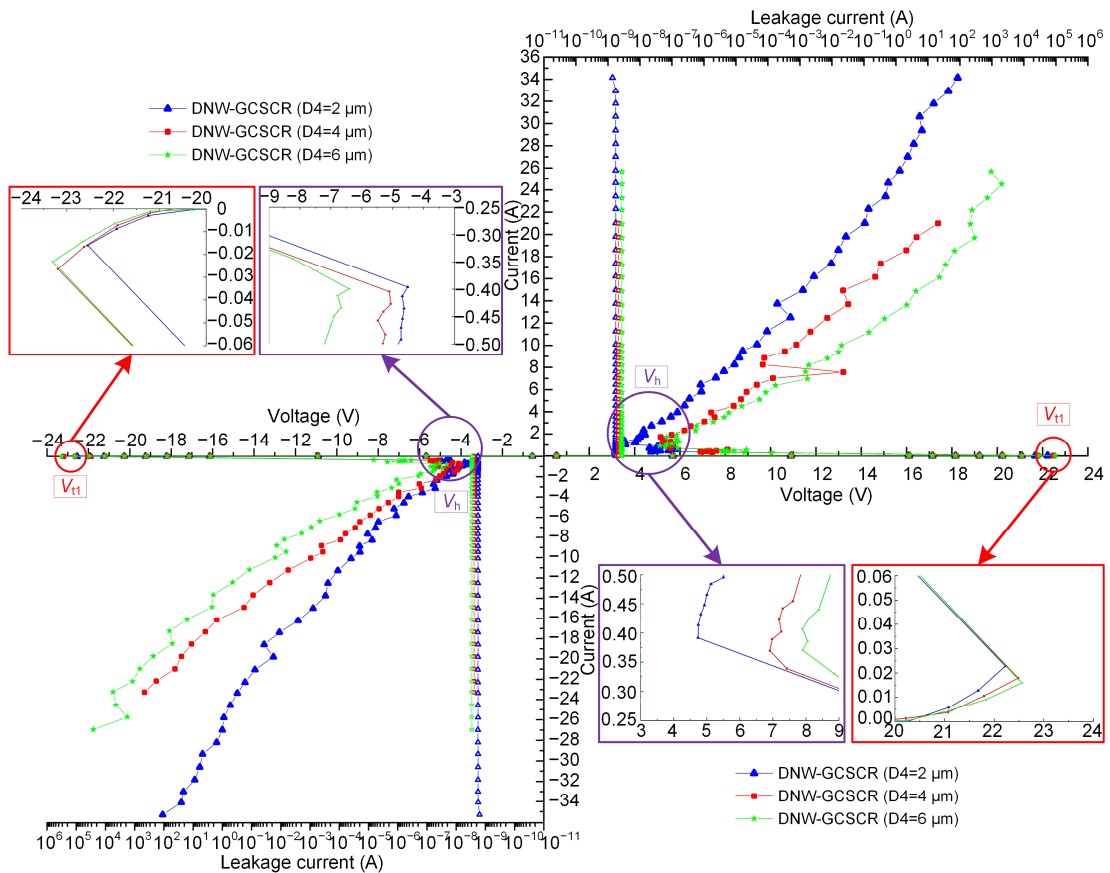 Leakage current (A)
10⁻¹¹ 10⁻¹⁰ 10⁻⁹ 10⁻⁸ 10⁻⁷ 10⁻⁶ 10⁻⁵ 10⁻⁴ 10⁻³ 10⁻² 10⁻¹ 10⁰ 10¹ 10² 10³ 10⁴ 10⁵ 10⁶
36
34
32
30
28
26
24
22
20
18
16
14
12
10
8
6
4
2
DNW-GCSCR (D4=2 μm)
DNW-GCSCR (D4=4 μm)
DNW-GCSCR (D4=6 μm)
−24 −23 −22 −21 −20
0
−0.01
−0.02
−0.03
−0.04
−0.05
−0.06
−9 −8 −7 −6 −5 −4 −3
−0.25
−0.30
−0.35
−0.40
−0.45
−0.50
Current (A)
Vh
Vt1
Voltage (V)
−24 −22 −20 −18 −16 −14 −12 −10 −8 −6 −4 −2
2 4 6 8 10 12 14 16 18 20 22 24
Voltage (V)
Vt1
Vh
−2
−4
−6
−8
−10
−12
−14
−16
−18
−20
−22
−24
−26
−28
−30
−32
−34
0.50
0.45
0.40
0.35
0.30
0.25
Current (A)
3 4 5 6 7 8 9
0.06
0.05
0.04
0.03
0.02
0.01
0.00
20 21 22 23 24
DNW-GCSCR (D4=2 μm)
DNW-GCSCR (D4=4 μm)
DNW-GCSCR (D4=6 μm)
10⁶ 10⁵ 10⁴ 10³ 10² 10¹ 10⁰ 10⁻¹ 10⁻² 10⁻³ 10⁻⁴ 10⁻⁵ 10⁻⁶ 10⁻⁷ 10⁻⁸ 10⁻⁹ 10⁻¹⁰ 10⁻¹¹
Leakage current (A)